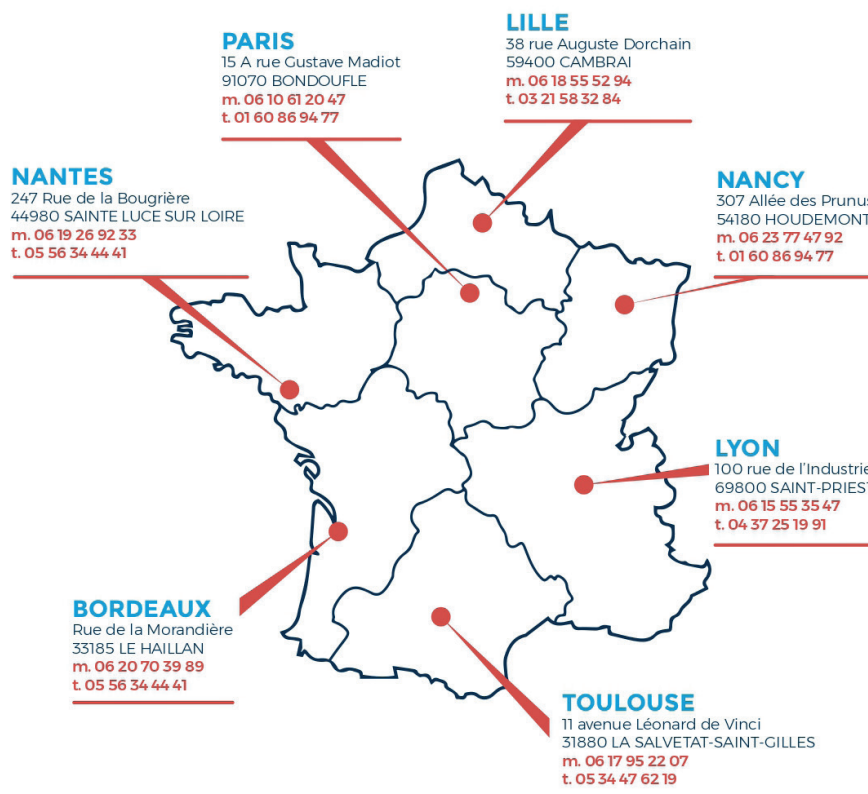 LILLE
38 rue Auguste Dorchain
59400 CAMBRAI
m. 06 18 55 52 94
t. 03 21 58 32 84
PARIS
15 A rue Gustave Madiot
91070 BONDOUFLE
m. 06 10 61 20 47
t. 01 60 86 94 77
NANTES
247 Rue de la Bougrière
44980 SAINTE LUCE SUR LOIRE
m. 06 19 26 92 33
t. 05 56 34 44 41
NANCY
307 Allée des Prunus
54180 HOUDEMONT
m. 06 23 77 47 92
t. 01 60 86 94 77
LYON
100 rue de l'Industrie
69800 SAINT-PRIEST
m. 06 15 55 35 47
t. 04 37 25 19 91
BORDEAUX
Rue de la Morandière
33185 LE HAILLAN
m. 06 20 70 39 89
t. 05 56 34 44 41
TOULOUSE
11 avenue Léonard de Vinci
31880 LA SALVETAT-SAINT-GILLES
m. 06 17 95 22 07
t. 05 34 47 62 19